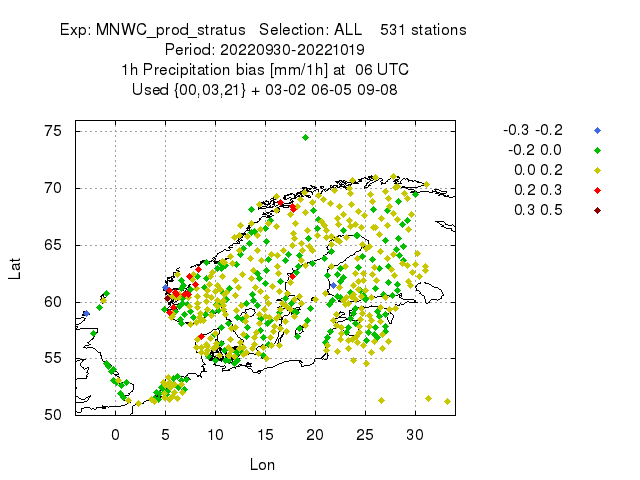 Exp: MNWC_prod_stratus   Selection: ALL    531 stations
Period: 20220930-20221019
1h Precipitation bias [mm/1h] at  06 UTC
Used {00,03,21} + 03-02 06-05 09-08
-0.3 -0.2
-0.2 0.0
0.0 0.2
0.2 0.3
0.3 0.5
75
70
65
60
55
50
Lat
0 5 10 15 20 25 30
Lon